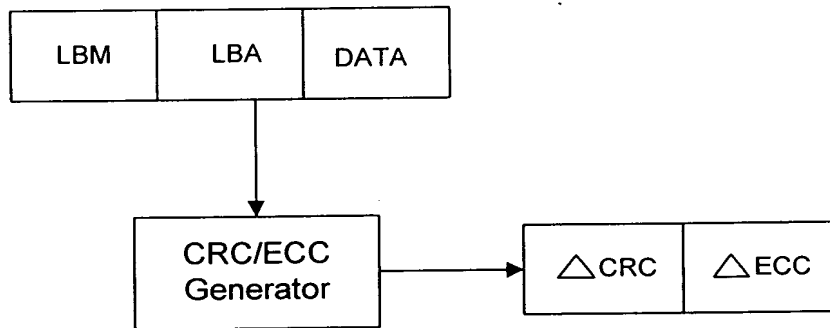 LBM LBA DATA
CRC/ECC
Generator
△CRC △ECC